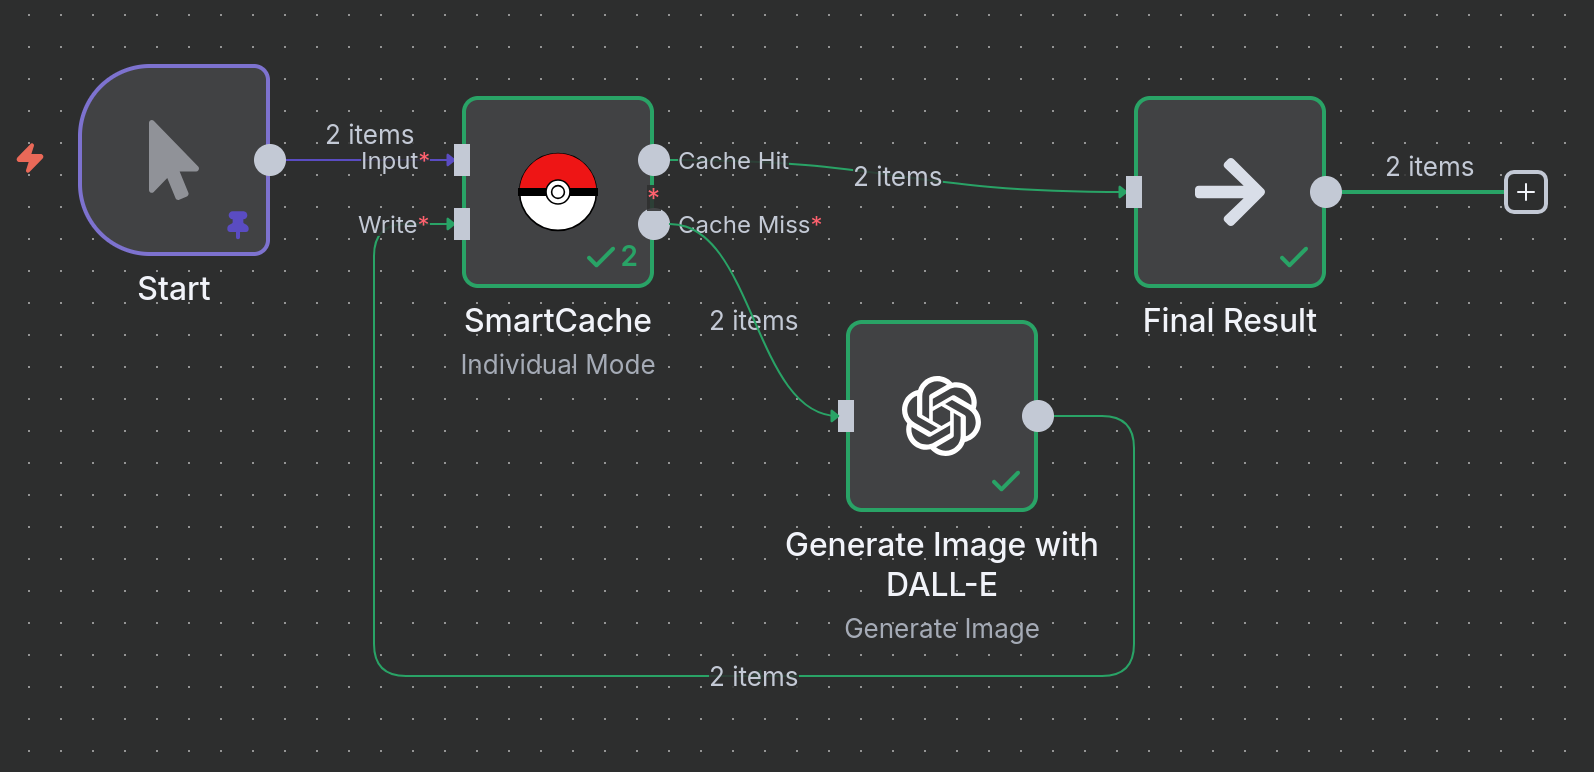 2 items
Input*
Write*
Start
Cache Hit
*
Cache Miss*
2
SmartCache
Individual Mode
2 items
2 items
Final Result
2 items
Generate Image with
DALL-E
Generate Image
2 items